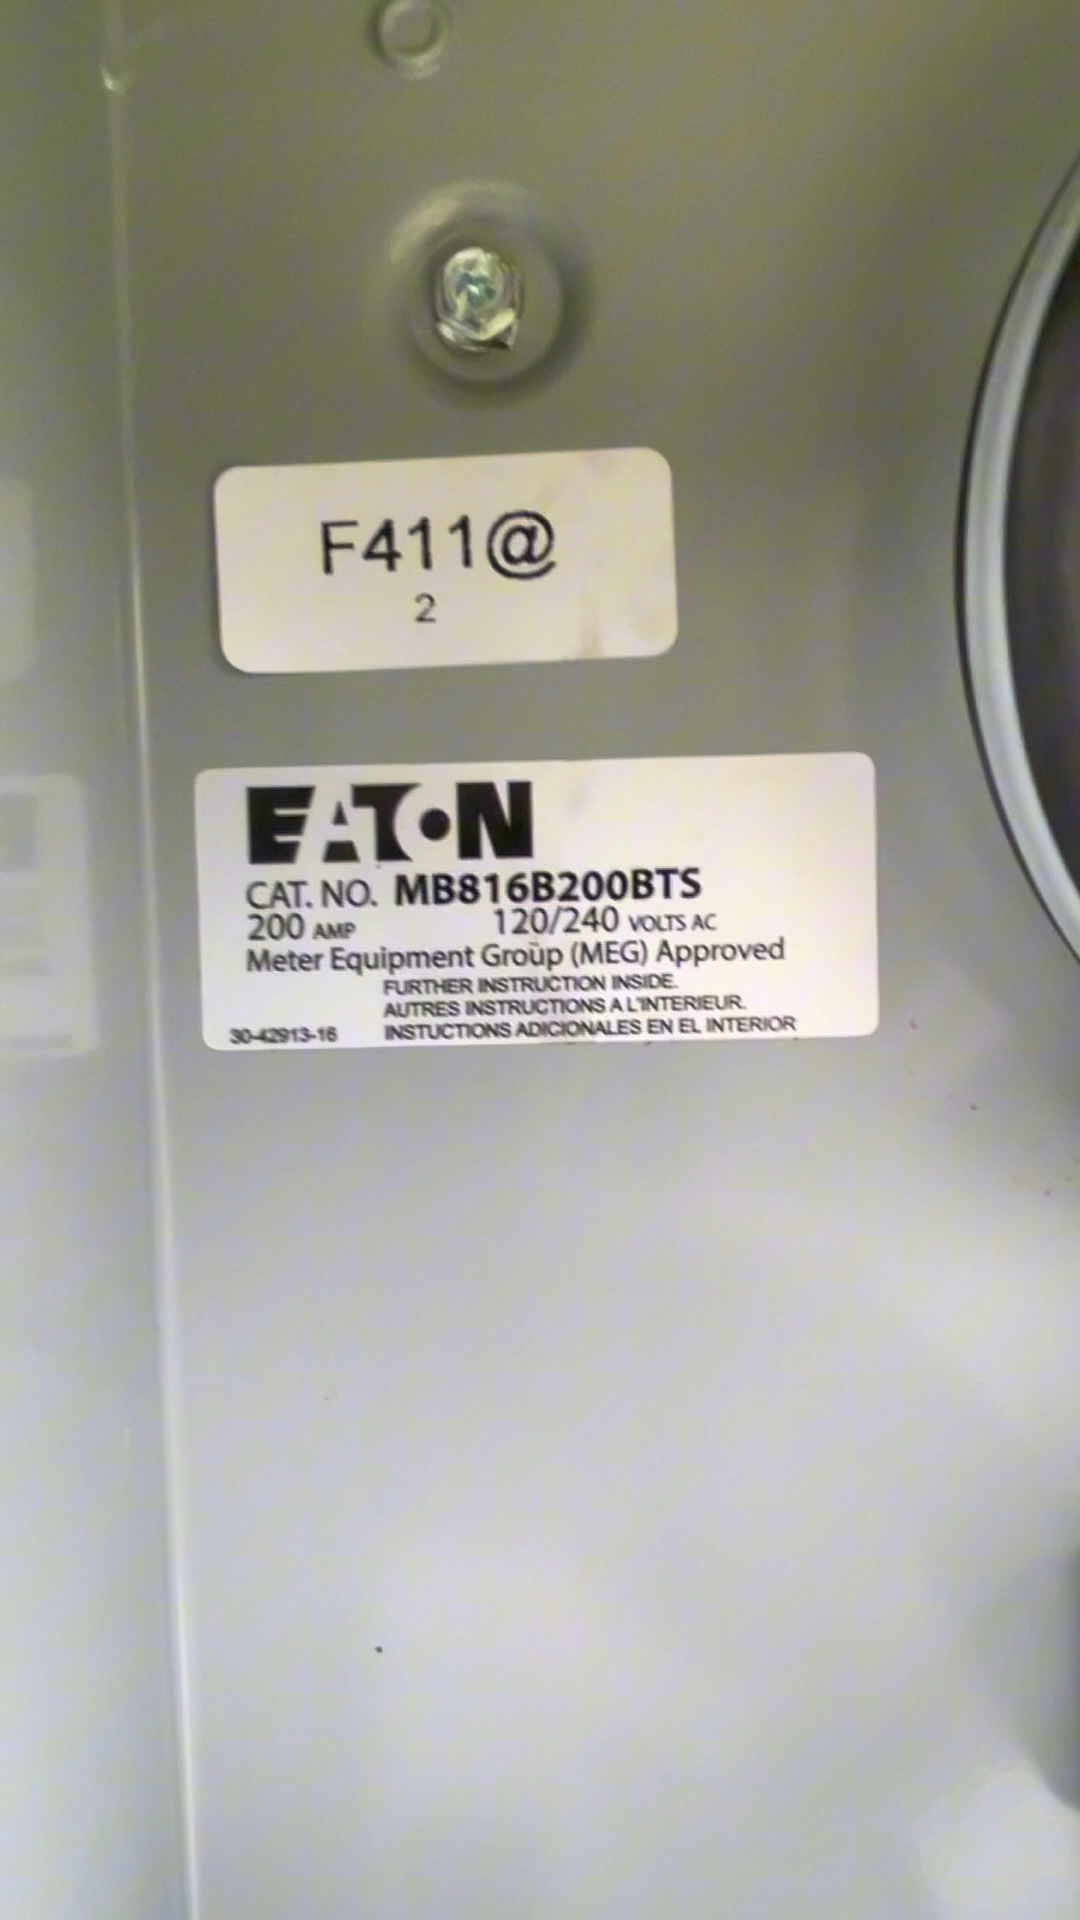 F411@
2
EATON
CAT. NO. MB816B200BTS
200 AMP 120/240 VOLTS AC
Meter Equipment Group (MEG) Approved
FURTHER INSTRUCTION INSIDE.
AUTRES INSTRUCTIONS A L'INTERIEUR.
30-42913-16 INSTUCTIONS ADICIONALES EN EL INTERIOR